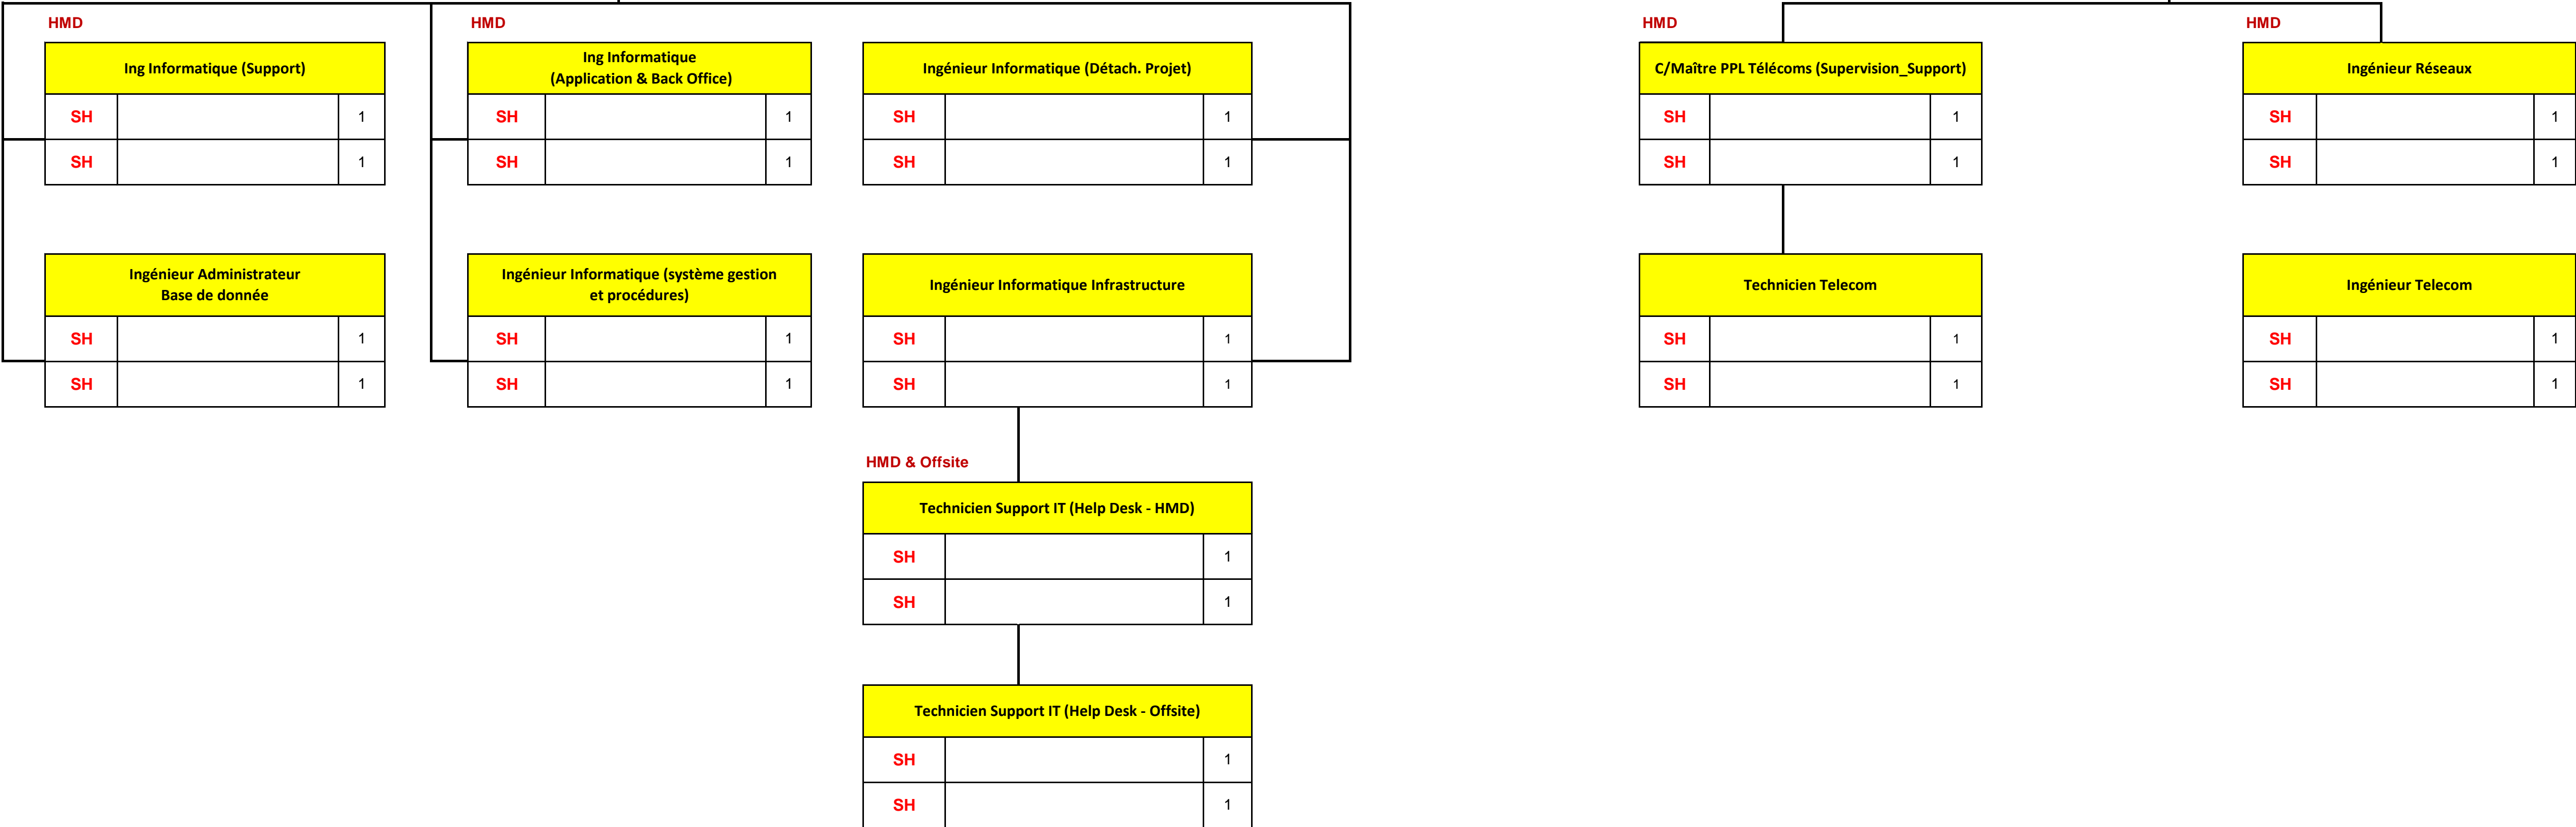 HMD
HMD
HMD
HMD
Ing Informatique (Support)
Ing Informatique
(Application & Back Office)
Ingénieur Informatique (Détach. Projet)
C/Maître PPL Télécoms (Supervision_Support)
Ingénieur Réseaux
SH 1
SH 1
SH 1
SH 1
SH 1
SH 1
SH 1
SH 1
SH 1
SH 1
Ingénieur Administrateur
Base de donnée
Ingénieur Informatique (système gestion
et procédures)
Ingénieur Informatique Infrastructure
Technicien Telecom
Ingénieur Telecom
SH 1
SH 1
SH 1
SH 1
SH 1
SH 1
SH 1
SH 1
SH 1
SH 1
HMD & Offsite
Technicien Support IT (Help Desk - HMD)
SH 1
SH 1
Technicien Support IT (Help Desk - Offsite)
SH 1
SH 1